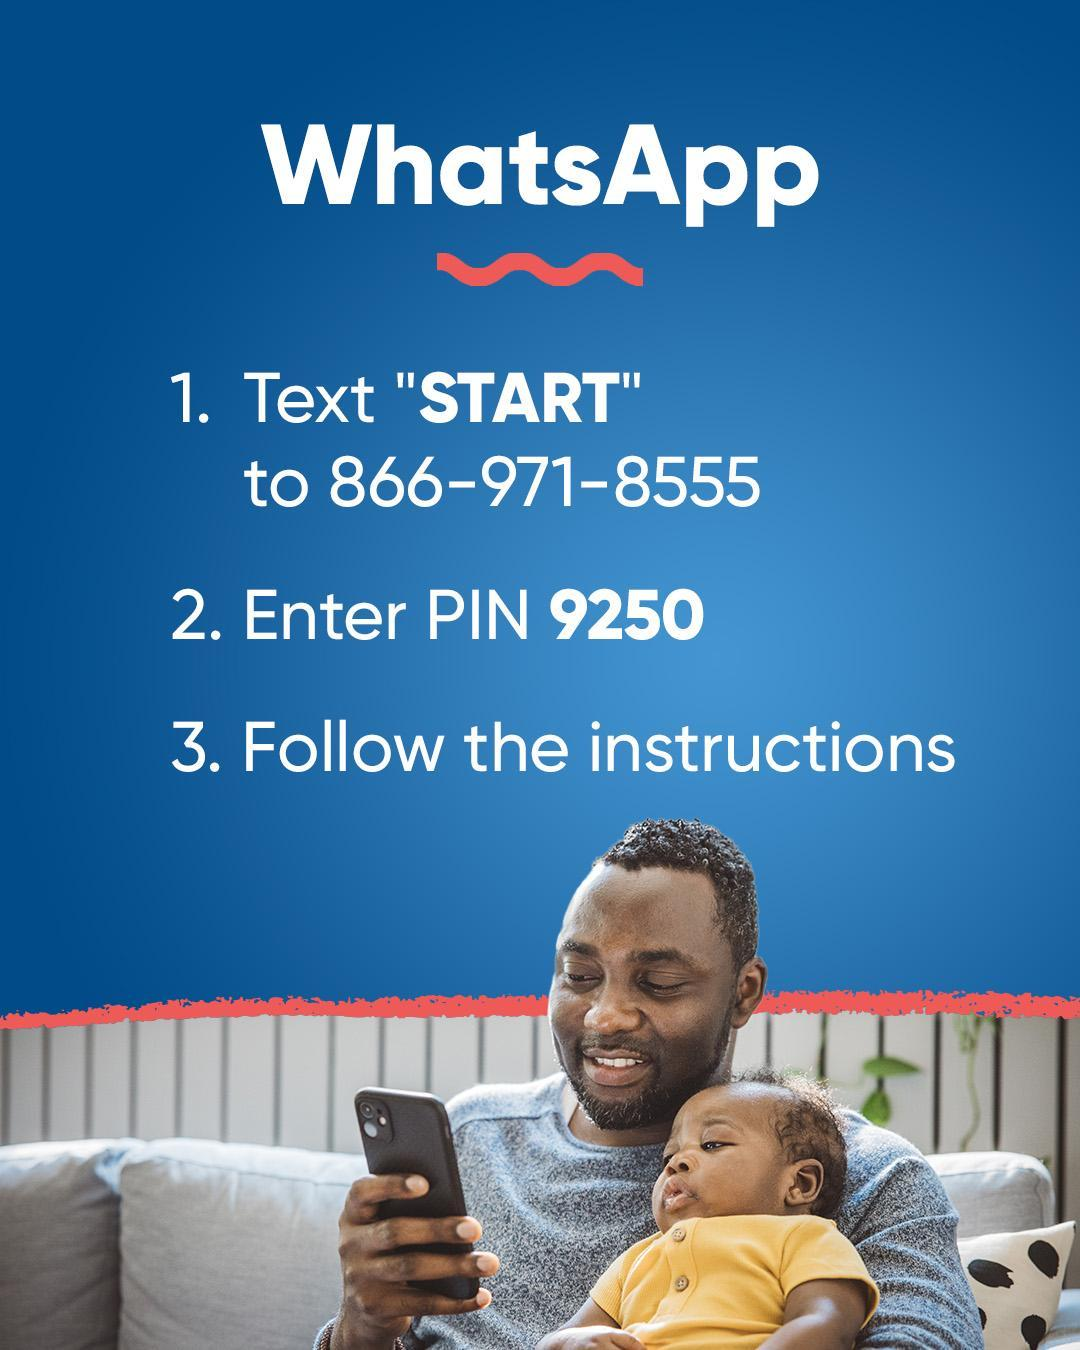 WhatsApp
1. Text "START"
to 866-971-8555
2. Enter PIN 9250
3. Follow the instructions